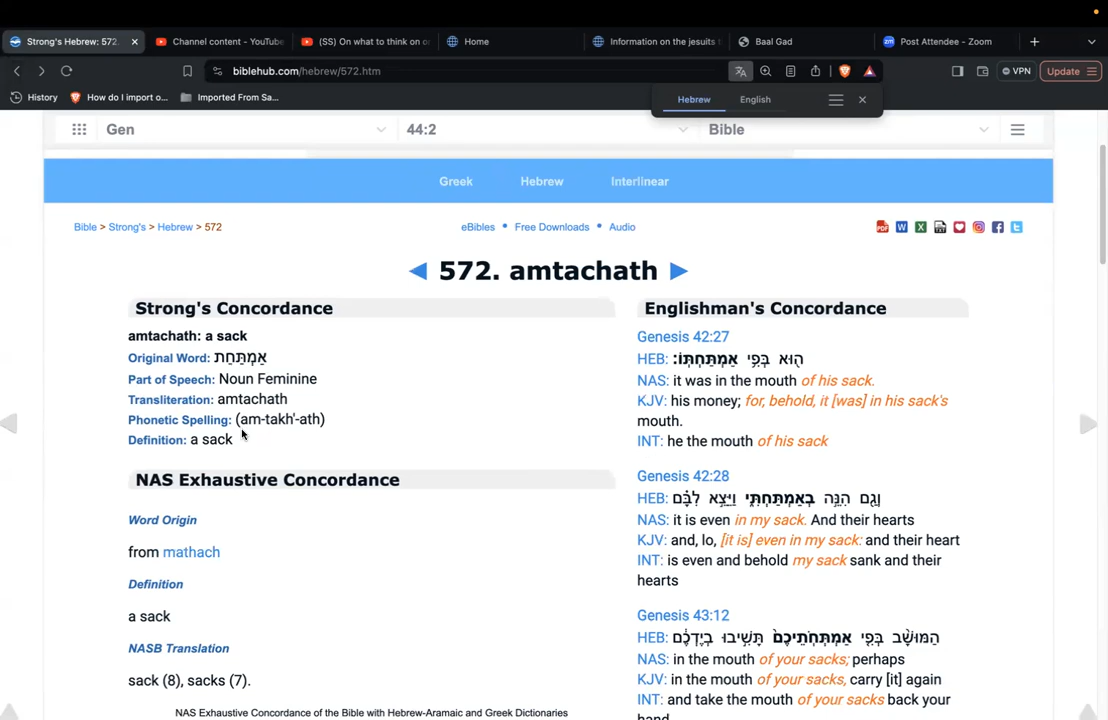 Strong's Hebrew: 572.
Channel content - YouTube
(SS) On what to think on o
Home
Information on the jesuits t
Baal Gad
Post Attendee - Zoom
biblehub.com/hebrew/572.htm
VPN
Update
History
How do I import o...
Imported From Sa...
Hebrew
English
Gen
44:2
Bible
Greek
Hebrew
Interlinear
Bible > Strong's > Hebrew > 572
eBibles • Free Downloads • Audio
◄ 572. amtachath ►
Strong's Concordance
amtachath: a sack
Original Word: אַמְתַּחַת
Part of Speech: Noun Feminine
Transliteration: amtachath
Phonetic Spelling: (am-takh'-ath)
Definition: a sack
NAS Exhaustive Concordance
Word Origin
from mathach
Definition
a sack
NASB Translation
sack (8), sacks (7).
NAS Exhaustive Concordance of the Bible with Hebrew-Aramaic and Greek Dictionaries
Englishman's Concordance
Genesis 42:27
HEB: ה֖וּא בְּפִ֥י אַמְתַּחְתּֽוֹ׃
NAS: it was in the mouth of his sack.
KJV: his money; for, behold, it [was] in his sack's
mouth.
INT: he the mouth of his sack
Genesis 42:28
HEB: וְגַ֖ם הִנֵּ֣ה בְאַמְתַּחְתִּ֑י וַיֵּצֵ֣א לִבָּ֗ם
NAS: it is even in my sack. And their hearts
KJV: and, lo, [it is] even in my sack: and their heart
INT: is even and behold my sack sank and their
hearts
Genesis 43:12
HEB: הַמּוּשַׁ֨ב בְּפִ֤י אַמְתְּחֹֽתֵיכֶם֙ תָּשִׁ֣יבוּ בְיֶדְכֶ֔ם
NAS: in the mouth of your sacks; perhaps
KJV: in the mouth of your sacks, carry [it] again
INT: and take the mouth of your sacks back your
hand